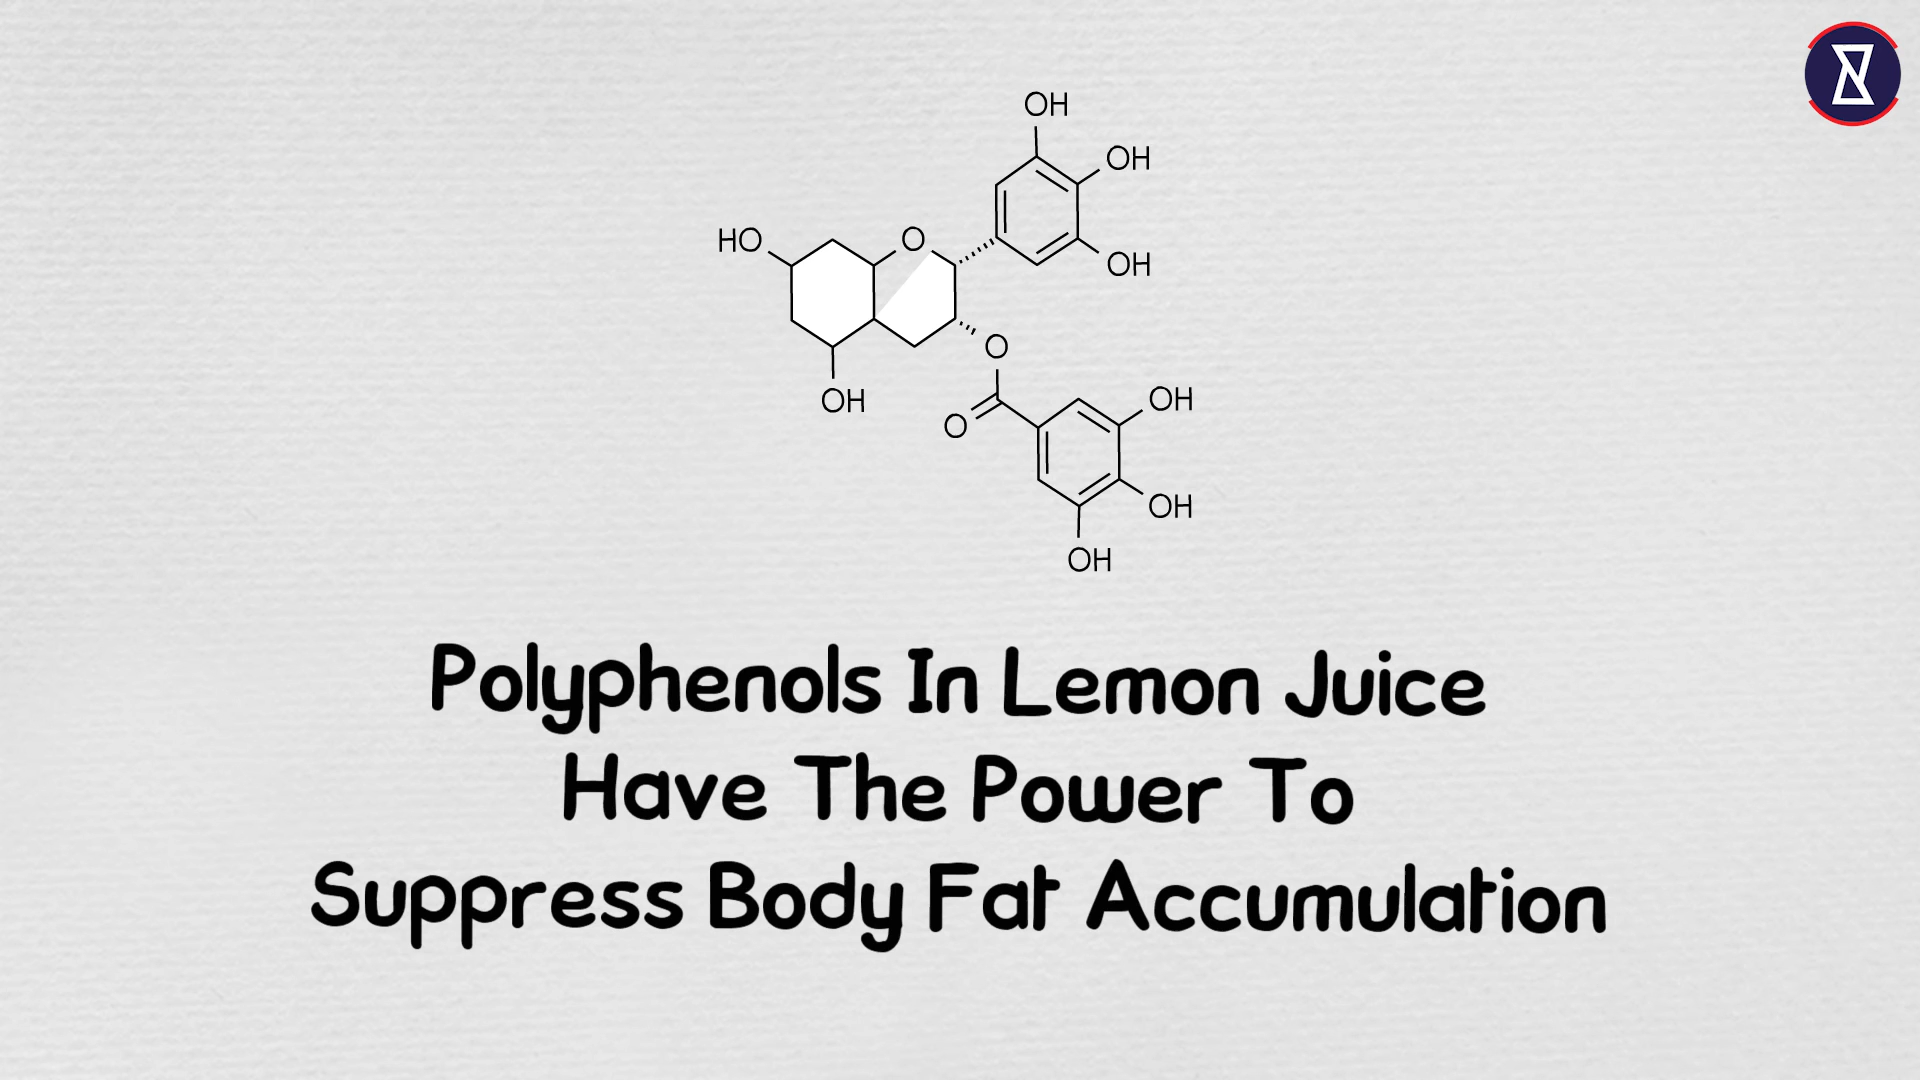 OH
OH
HO
O
OH
O
OH
OH
O
OH
OH
Polyphenols In Lemon Juice
Have The Power To
Suppress Body Fat Accumulation